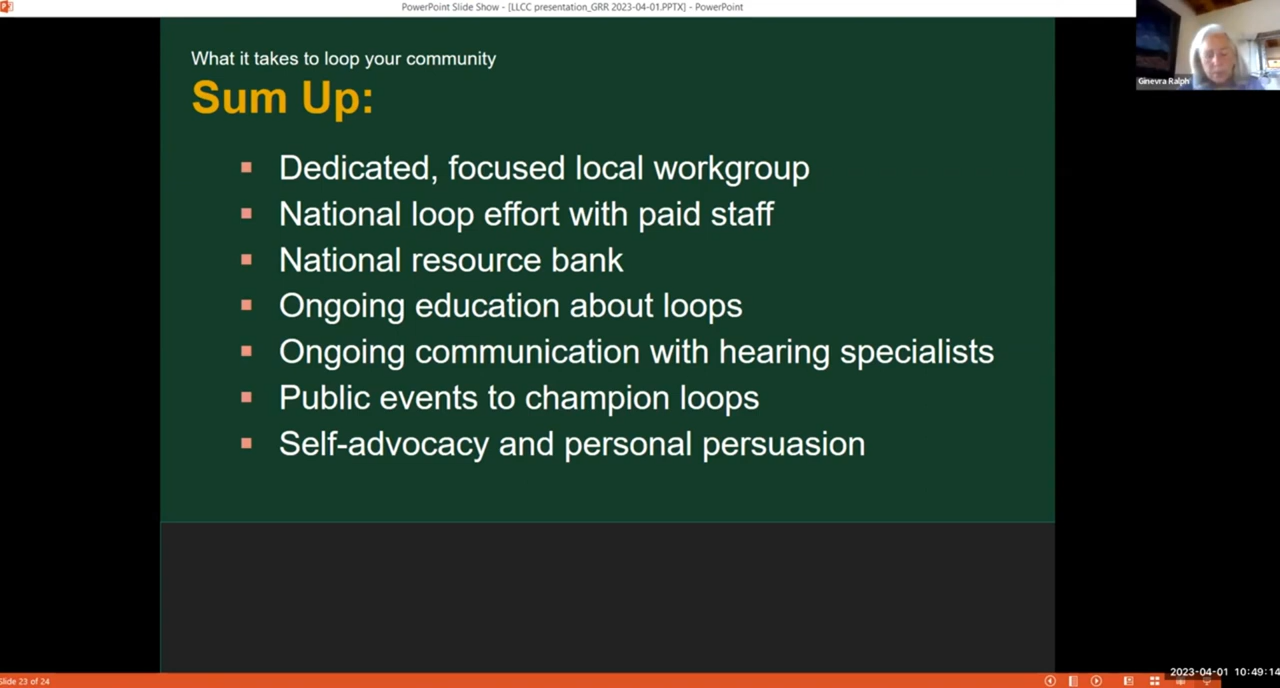 PowerPoint Slide Show - [LLCC presentation_GRR 2023-04-01.PPTX] - PowerPoint
Ginevra Ralph
What it takes to loop your community
Sum Up:
Dedicated, focused local workgroup
National loop effort with paid staff
National resource bank
Ongoing education about loops
Ongoing communication with hearing specialists
Public events to champion loops
Self-advocacy and personal persuasion
2023-04-01 10:49:14
Slide 23 of 24